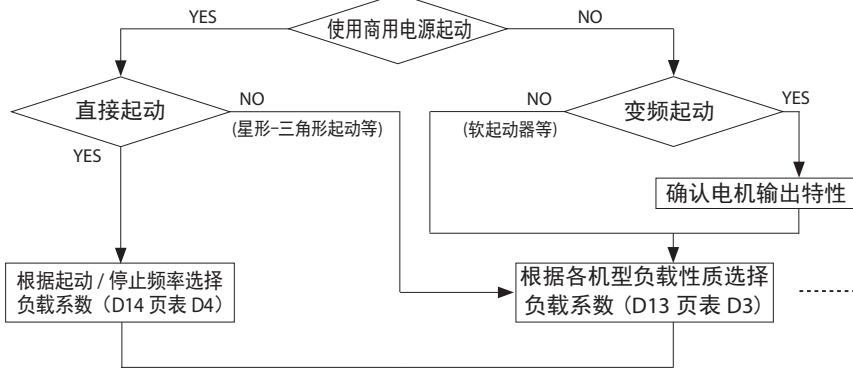 YES
使用商用电源起动
NO
直接起动
NO
(星形-三角形起动等)
YES
NO
(软起动器等)
变频起动
YES
确认电机输出特性
根据起动 / 停止频率选择
负载系数（D14 页表 D4）
根据各机型负载性质选择
负载系数（D13 页表 D3）